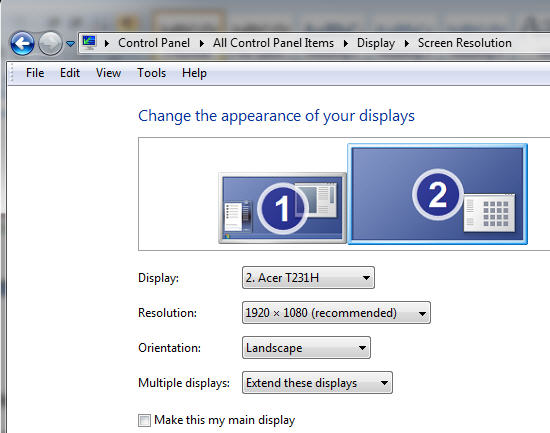 Control Panel All Control Panel Items Display Screen Resolution
File Edit View Tools Help
Change the appearance of your displays
1 2
Display: 2. Acer T231H
Resolution: 1920 × 1080 (recommended)
Orientation: Landscape
Multiple displays: Extend these displays
Make this my main display